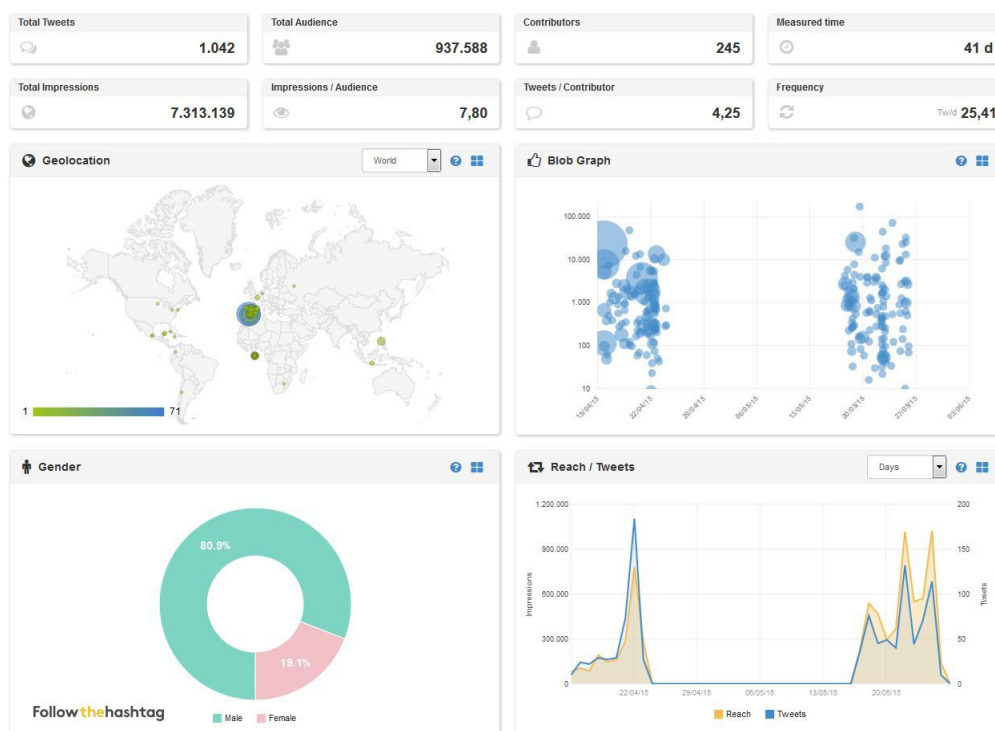 Total Tweets
1.042
Total Audience
937.588
Contributors
245
Measured time
41 d
Total Impressions
7.313.139
Impressions / Audience
7,80
Tweets / Contributor
4,25
Frequency
Tw/d 25,41
Geolocation
World
1
71
Blob Graph
100.000
10.000
1.000
100
10
15/04/15
22/04/15
29/04/15
06/05/15
13/05/15
20/05/15
27/05/15
03/06/15
Gender
80.9%
19.1%
Followthehashtag
Male
Female
Reach / Tweets
Days
1.200.000
900.000
600.000
300.000
0
Impressions
200
150
100
50
0
Tweets
22/04/15
29/04/15
06/05/15
13/05/15
20/05/15
Reach
Tweets